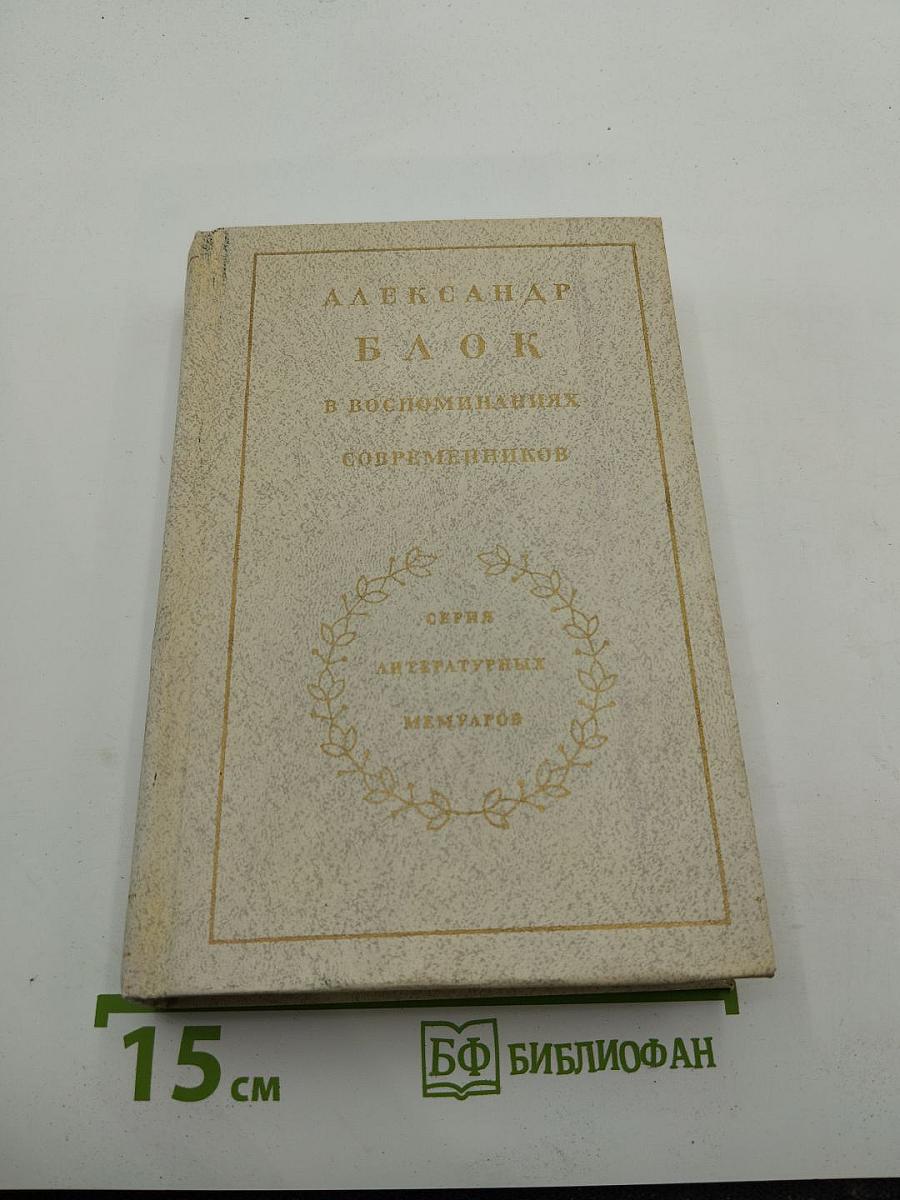 АЛЕКСАНДР
БЛОК
В ВОСПОМИНАНИЯХ
СОВРЕМЕННИКОВ
СЕРИЯ
ЛИТЕРАТУРНЫХ
МЕМУАРОВ
15 см
БФ БИБЛИОФАН